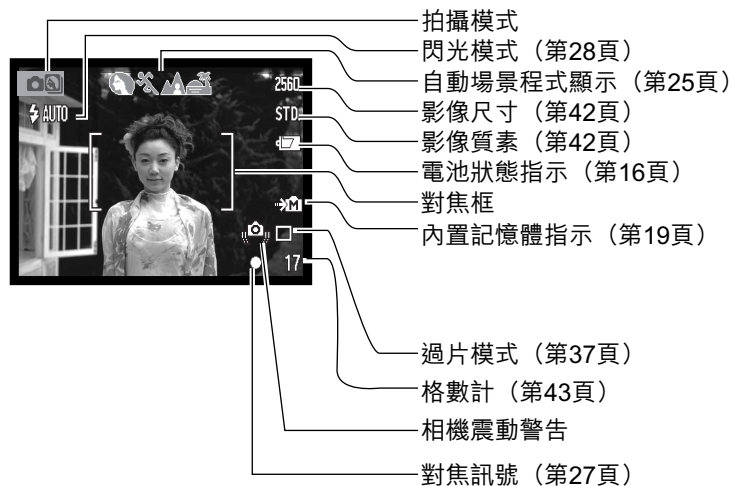 拍攝模式
閃光模式（第28頁）
自動場景程式顯示（第25頁）
影像尺寸（第42頁）
影像質素（第42頁）
電池狀態指示（第16頁）
對焦框
內置記憶體指示（第19頁）
過片模式（第37頁）
格數計（第43頁）
相機震動警告
對焦訊號（第27頁）
2560
AUTO
STD
M
17